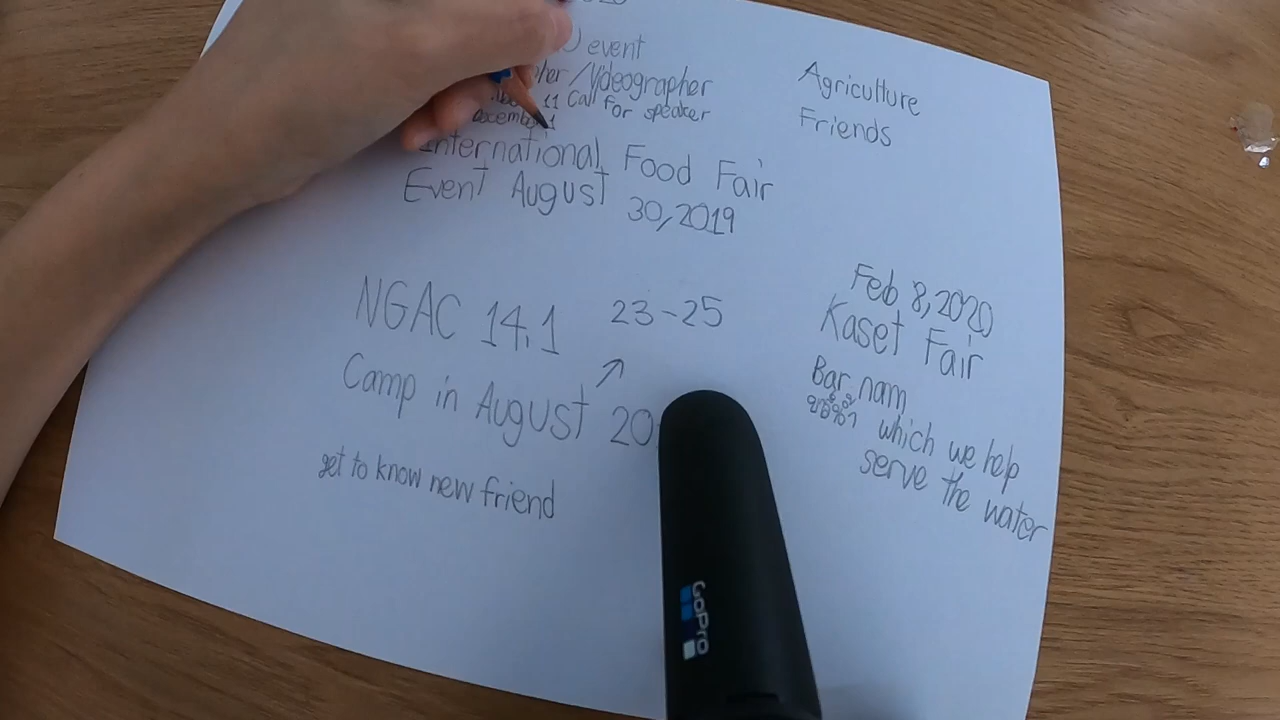 event
/Videographer
11 Call for speaker
International Food Fair
Event August 30, 2019
NGAC 14.1
23-25
Camp in August
get to know new friend
Agriculture
Friends
Feb 8, 2020
Kaset Fair
Bar nam
which we help
serve the water
GoPro